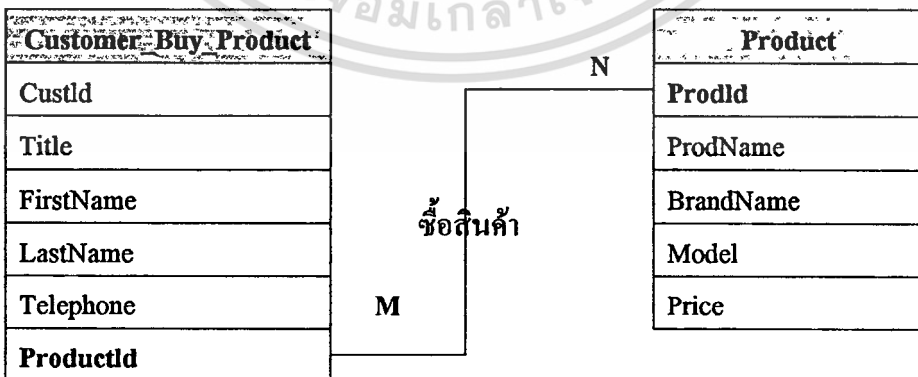 Customer_Buy_Product
CustId
Title
FirstName
LastName
Telephone
ProductId
M
ซื้อสินค้า
N
Product
ProdId
ProdName
BrandName
Model
Price